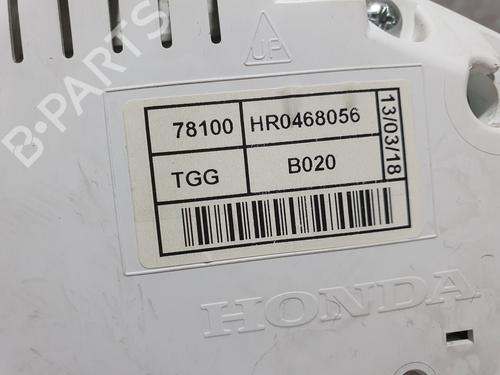 UP
78100 HR0468056
13/03/18
TGG B020
HONDA
B-PARTS